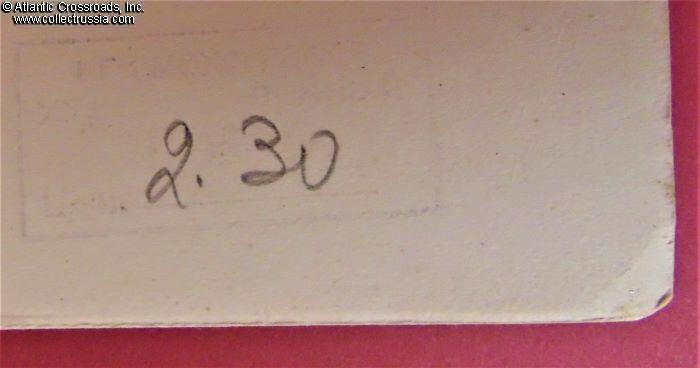 © Atlantic Crossroads, Inc.
www.collectrussia.com
2. 30